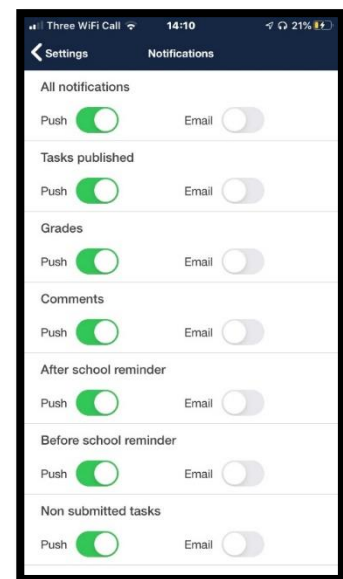 Three WiFi Call 14:10 21%
Settings Notifications
All notifications
Push Email
Tasks published
Push Email
Grades
Push Email
Comments
Push Email
After school reminder
Push Email
Before school reminder
Push Email
Non submitted tasks
Push Email